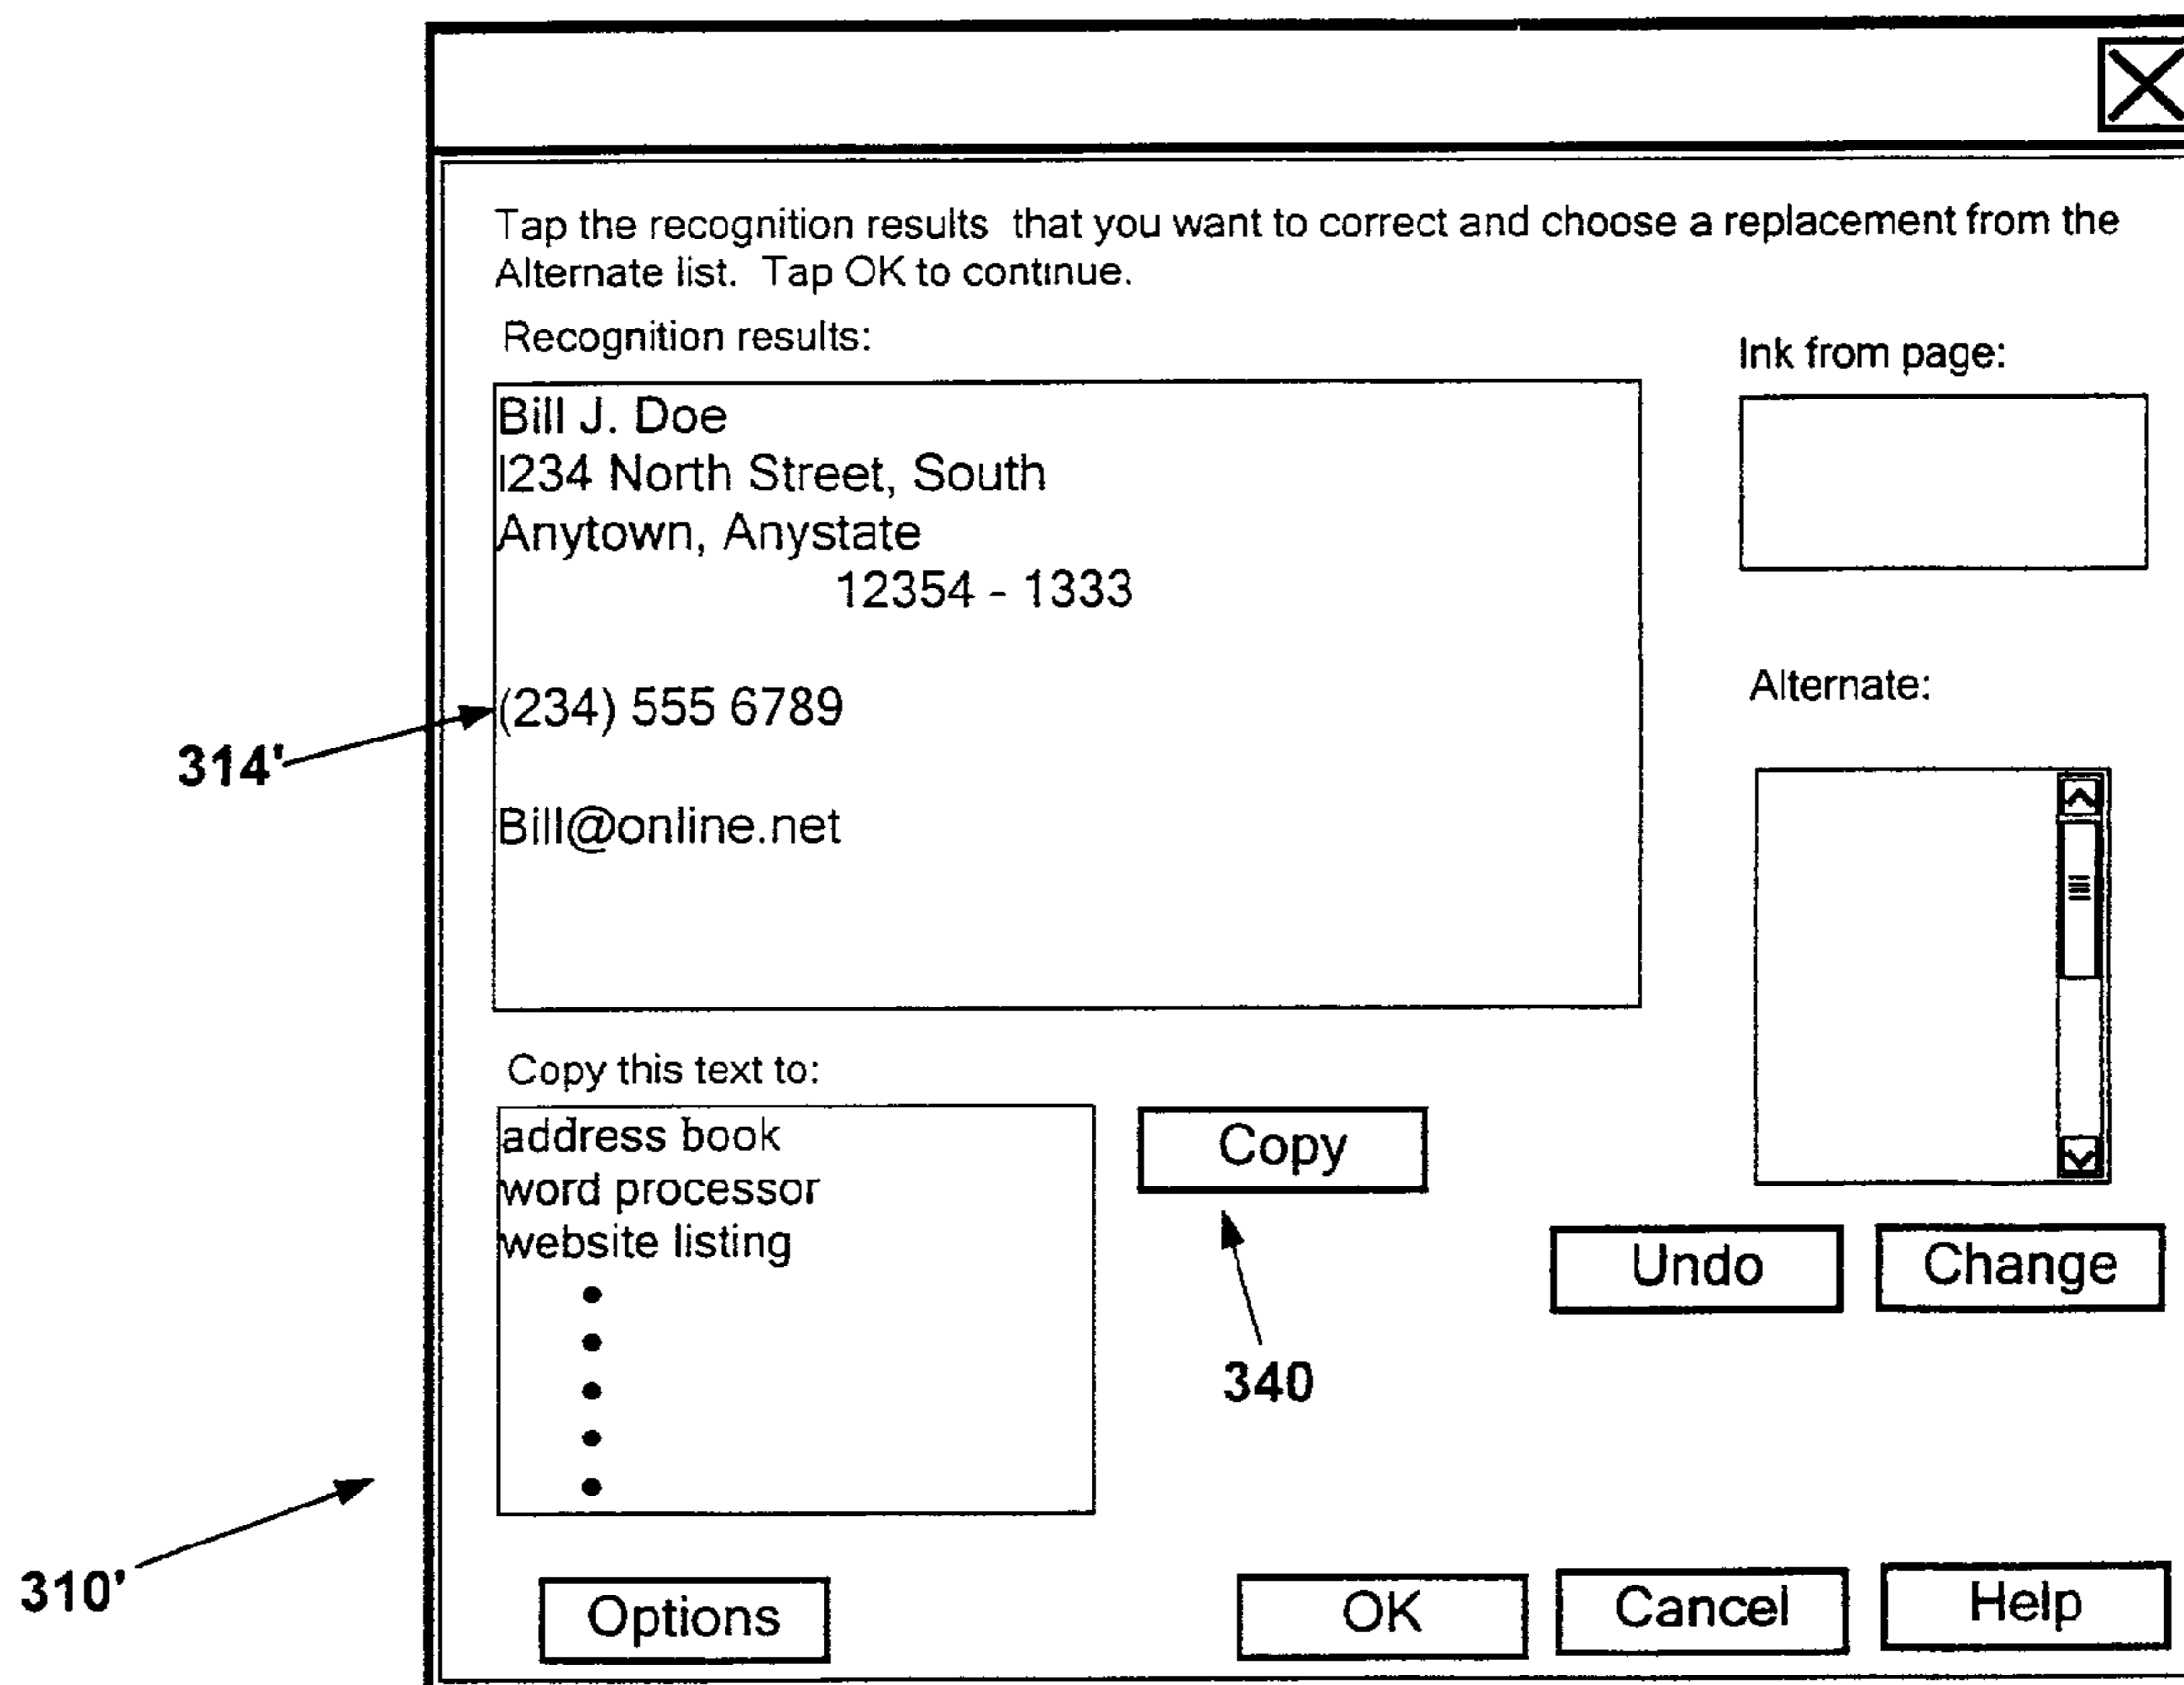 Tap the recognition results that you want to correct and choose a replacement from the
Alternate list. Tap OK to continue.
Recognition results:
Ink from page:
Bill J. Doe
I234 North Street, South
Anytown, Anystate
12354 - 1333
(234) 555 6789
Bill@online.net
Alternate:
314'
Copy this text to:
address book
word processor
website listing
Copy
Undo
Change
340
310'
Options
OK
Cancel
Help